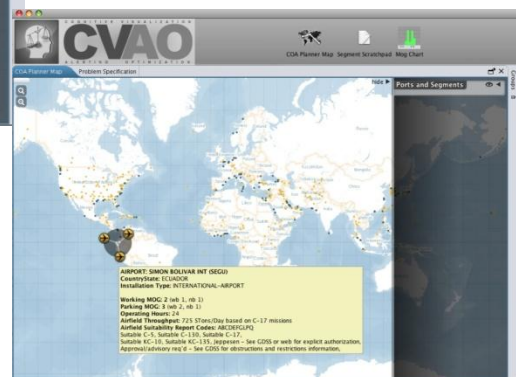 COGNITIVE VISUALIZATION
CVAO
ALERTING OPTIMIZATION
COA Planner Map Segment Scratchpad Mog Chart
COA Planner Map Problem Specification
Hide
Ports and Segments
Groups
AIRPORT: SIMON BOLIVAR INT (SEGU)
CountryState: ECUADOR
Installation Type: INTERNATIONAL-AIRPORT
Working MOG: 2 (wb 1, nb 1)
Parking MOG: 3 (wb 2, nb 1)
Operating Hours: 24
Airfield Throughput: 725 STons/Day based on C-17 missions
Airfield Suitability Report Codes: ABCDEFGLPQ
Suitable C-5, Suitable C-130, Suitable C-17,
Suitable KC-10, Suitable KC-135, Jeppesen - See GDSS or web for explicit authorization.
Approval/advisory req'd - See GDSS for obstructions and restrictions information,